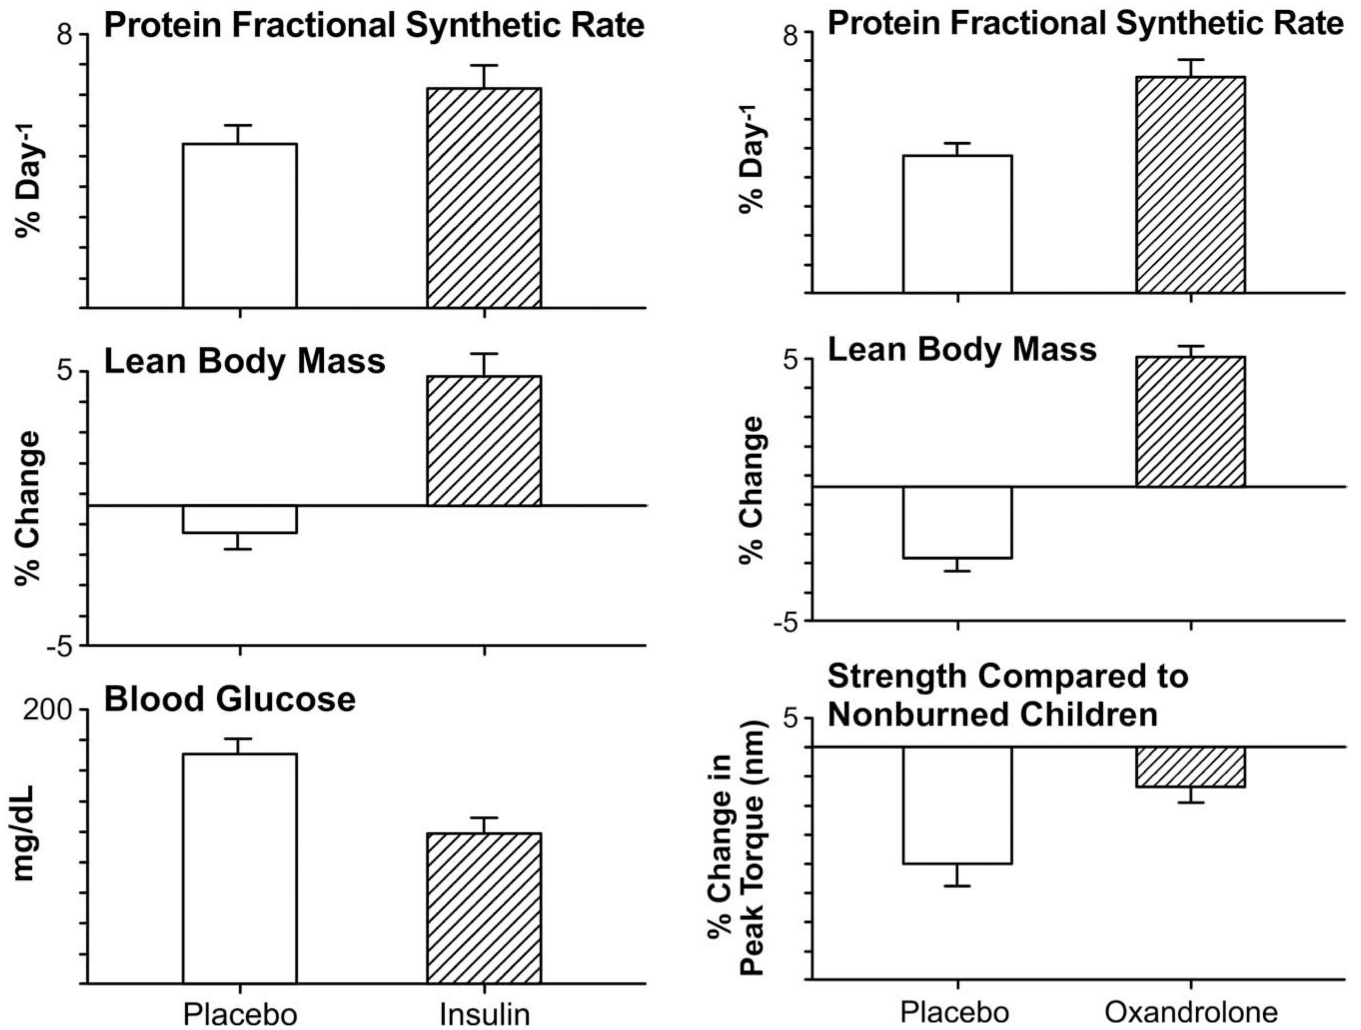 Protein Fractional Synthetic Rate
8
% Day-1
Lean Body Mass
5
% Change
-5
Blood Glucose
200
mg/dL
Placebo
Insulin
Protein Fractional Synthetic Rate
8
% Day-1
Lean Body Mass
5
% Change
-5
Strength Compared to
Nonburned Children
5
% Change in
Peak Torque (nm)
Placebo
Oxandrolone